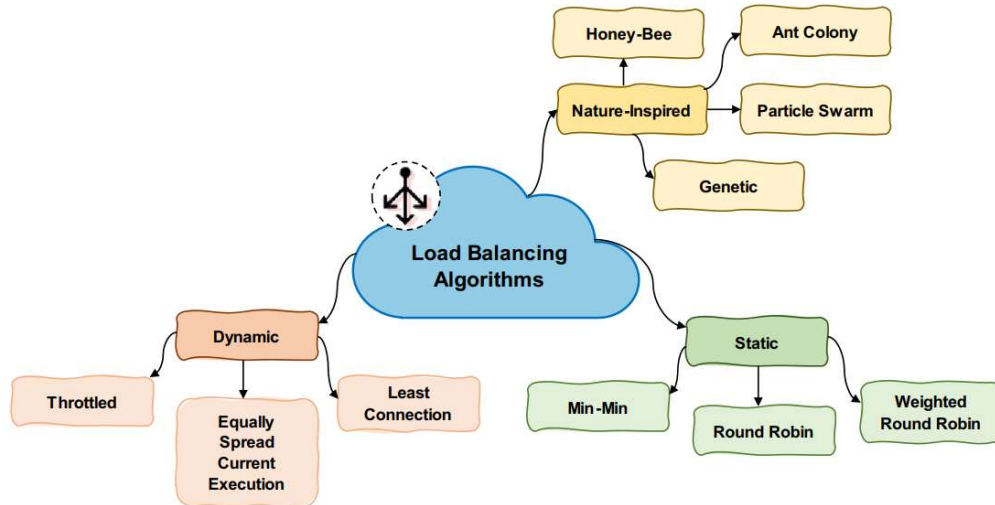 Honey-Bee
Ant Colony
Nature-Inspired
Particle Swarm
Genetic
Load Balancing
Algorithms
Dynamic
Throttled
Equally
Spread
Current
Execution
Least
Connection
Static
Min-Min
Round Robin
Weighted
Round Robin